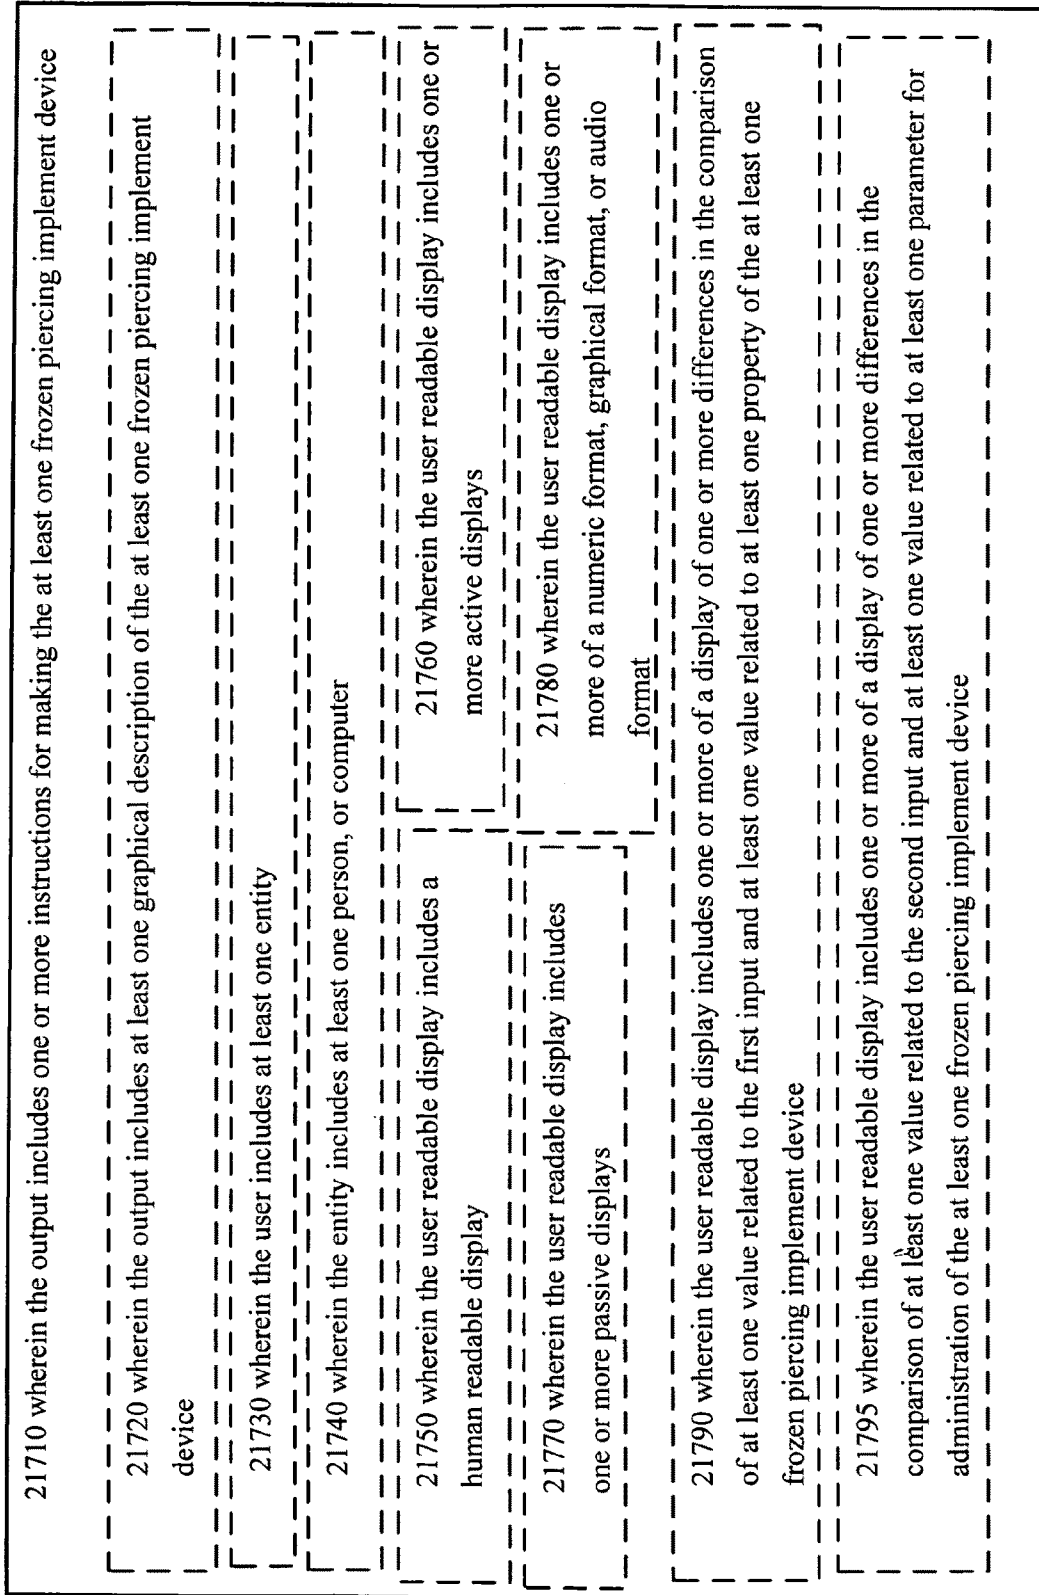 21710 wherein the output includes one or more instructions for making the at least one frozen piercing implement device
21720 wherein the output includes at least one graphical description of the at least one frozen piercing implement
device
21730 wherein the user includes at least one entity
21740 wherein the entity includes at least one person, or computer
21750 wherein the user readable display includes a
human readable display
21760 wherein the user readable display includes one or
more active displays
21770 wherein the user readable display includes
one or more passive displays
21780 wherein the user readable display includes one or
more of a numeric format, graphical format, or audio
format
21790 wherein the user readable display includes one or more of a display of one or more differences in the comparison
of at least one value related to the first input and at least one value related to at least one property of the at least one
frozen piercing implement device
21795 wherein the user readable display includes one or more of a display of one or more differences in the
comparison of at least one value related to the second input and at least one value related to at least one parameter for
administration of the at least one frozen piercing implement device